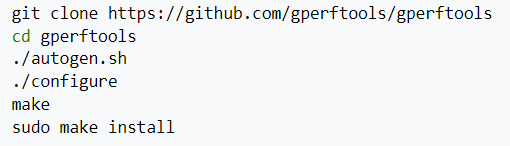 git clone https://github.com/gperftools/gperftools
cd gperftools
./autogen.sh
./configure
make
sudo make install